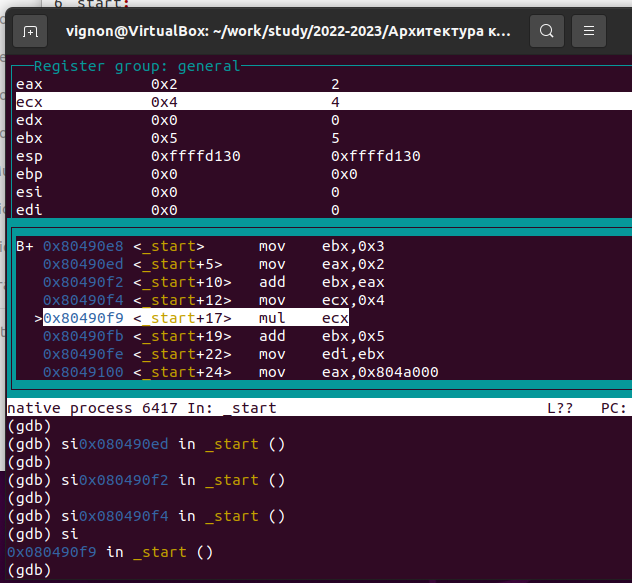 6 _start:
vignon@VirtualBox: ~/work/study/2022-2023/Архитектура к...
Register group: general
eax 0x2 2
ecx 0x4 4
edx 0x0 0
ebx 0x5 5
esp 0xffffd130 0xffffd130
ebp 0x0 0x0
esi 0x0 0
edi 0x0 0
B+ 0x80490e8 <_start> mov ebx,0x3
0x80490ed <_start+5> mov eax,0x2
0x80490f2 <_start+10> add ebx,eax
0x80490f4 <_start+12> mov ecx,0x4
>0x80490f9 <_start+17> mul ecx
0x80490fb <_start+19> add ebx,0x5
0x80490fe <_start+22> mov edi,ebx
0x8049100 <_start+24> mov eax,0x804a000
native process 6417 In: _start L?? PC:
(gdb)
(gdb) si0x080490ed in _start ()
(gdb)
(gdb) si0x080490f2 in _start ()
(gdb)
(gdb) si0x080490f4 in _start ()
(gdb) si
0x080490f9 in _start ()
(gdb)